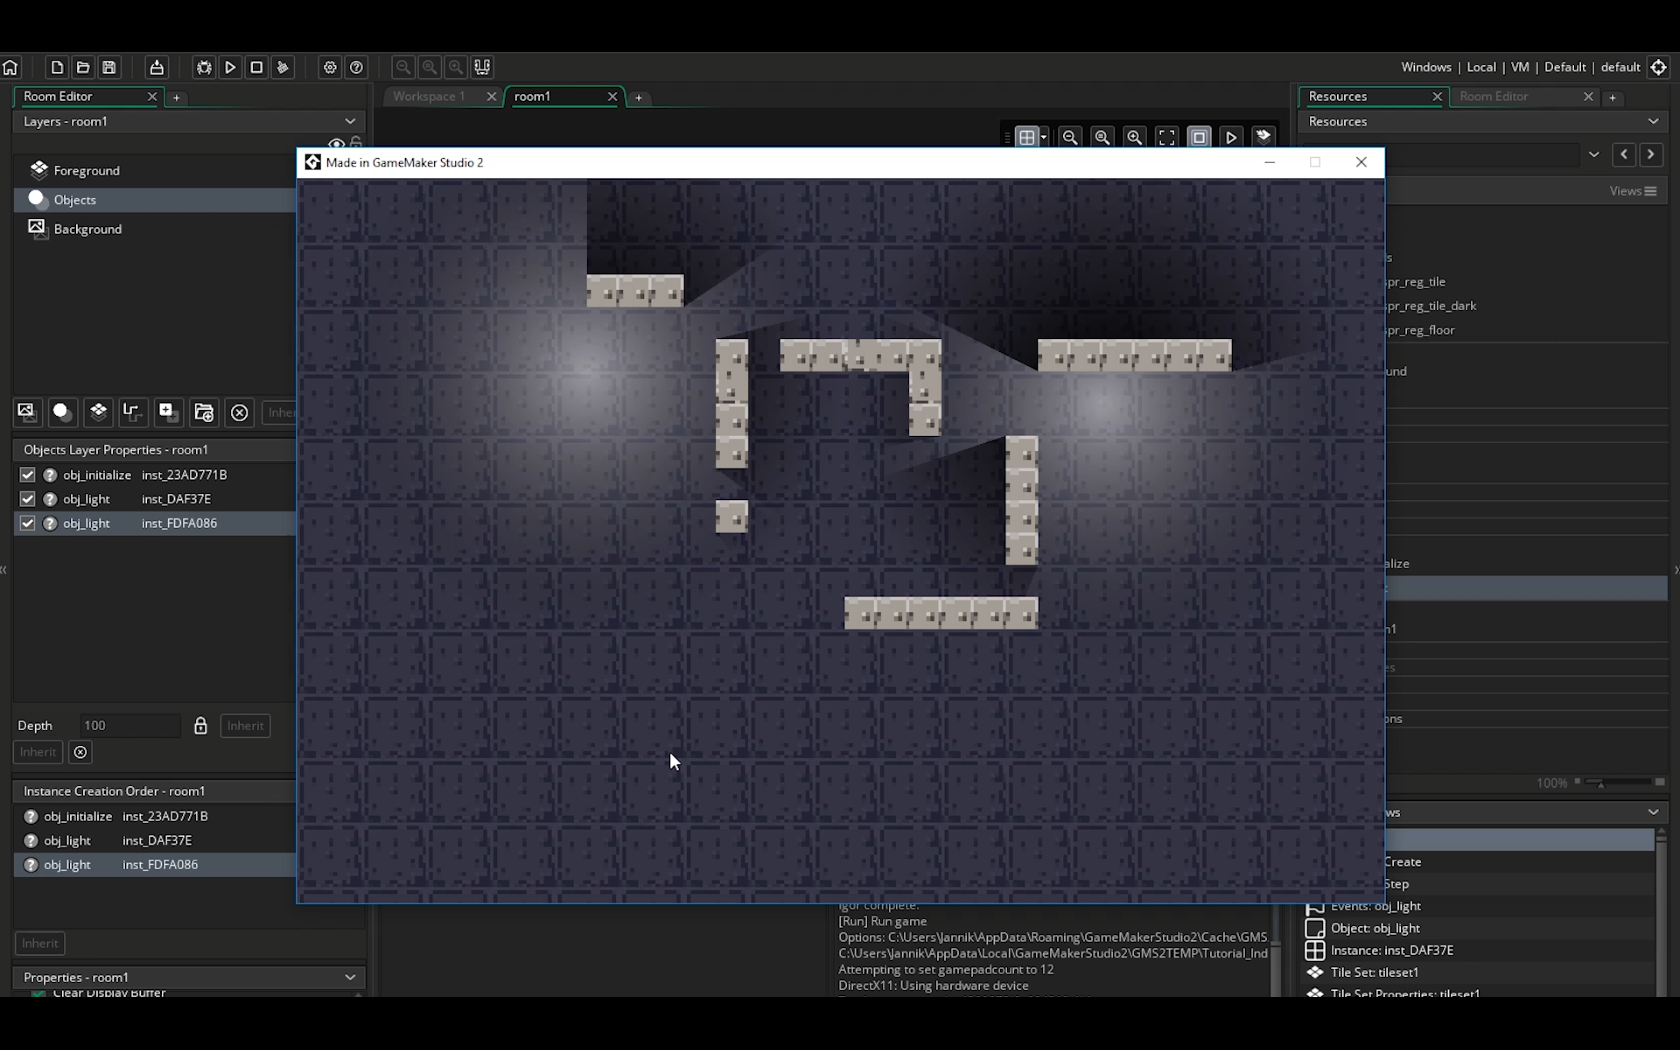 Windows | Local | VM | Default | default
Room Editor
Workspace 1
room1
Resources
Room Editor
Layers - room1
Resources
Foreground
Objects
Background
Made in GameMaker Studio 2
Views
s
pr_reg_tile
pr_reg_tile_dark
pr_reg_floor
und
Inher
Objects Layer Properties - room1
obj_initialize inst_23AD771B
obj_light inst_DAF37E
obj_light inst_FDFA086
alize
n1
es
ons
Depth 100 Inherit
Inherit
100%
Instance Creation Order - room1
obj_initialize inst_23AD771B
obj_light inst_DAF37E
obj_light inst_FDFA086
ws
Create
Step
Events: obj_light
Object: obj_light
Instance: inst_DAF37E
Tile Set: tileset1
Tile Set Properties: tileset1
Inherit
Properties - room1
Clear Display Buffer
Igor complete.
[Run] Run game
Options: C:\Users\Jannik\AppData\Roaming\GameMakerStudio2\Cache\GMS
C:\Users\Jannik\AppData\Local\GameMakerStudio2\GMS2TEMP\Tutorial_Ind
Attempting to set gamepadcount to 12
DirectX11: Using hardware device